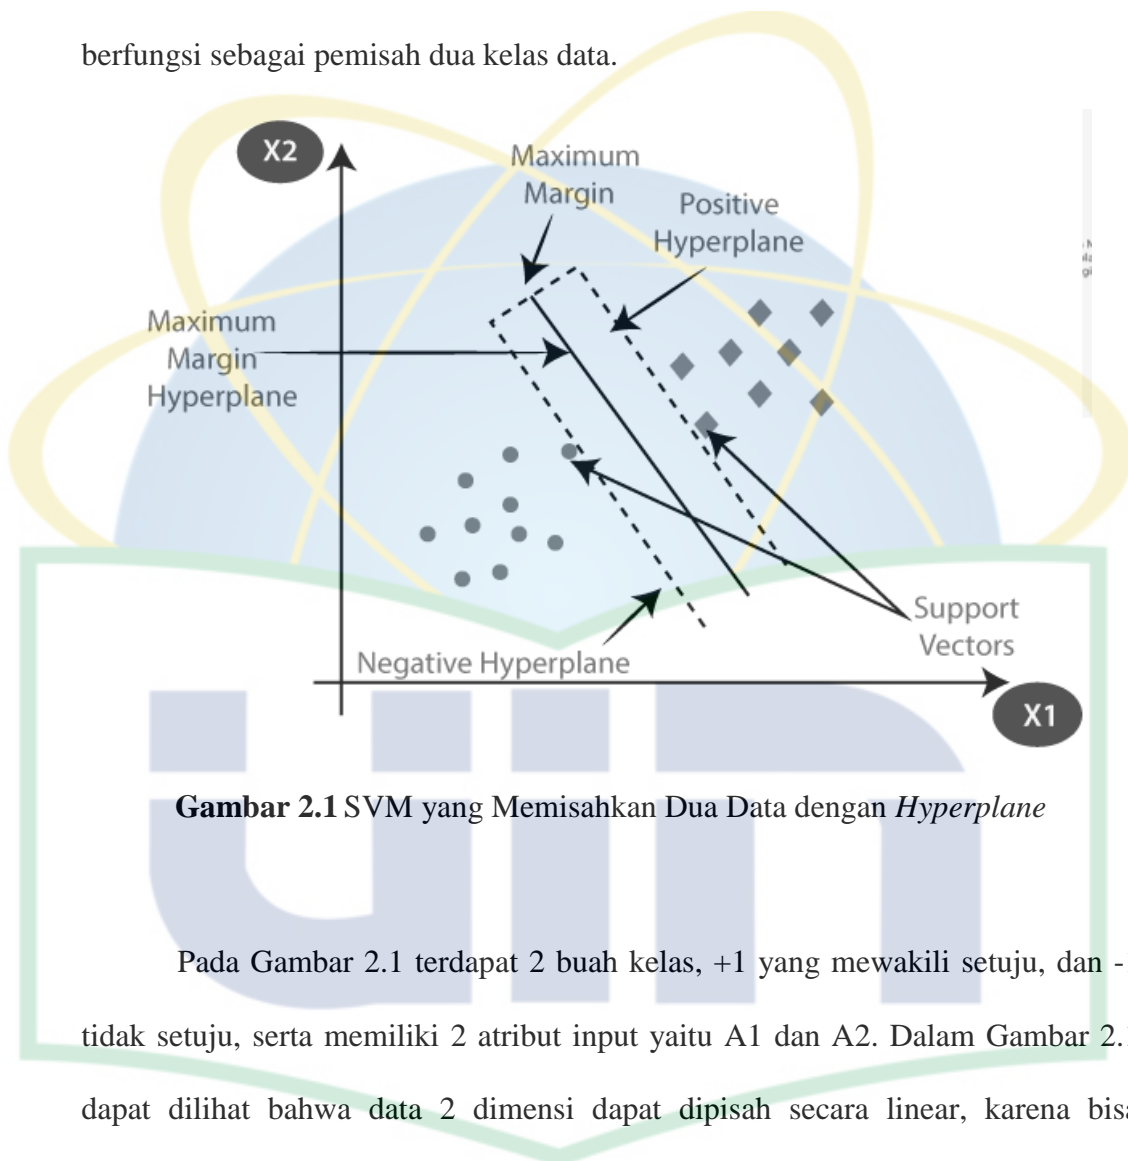 berfungsi sebagai pemisah dua kelas data.
X2
Maximum
Margin
Positive
Hyperplane
Maximum
Margin
Hyperplane
Support
Vectors
Negative Hyperplane
X1
uin
Gambar 2.1 SVM yang Memisahkan Dua Data dengan Hyperplane
Pada Gambar 2.1 terdapat 2 buah kelas, +1 yang mewakili setuju, dan -
tidak setuju, serta memiliki 2 atribut input yaitu A1 dan A2. Dalam Gambar 2.1
dapat dilihat bahwa data 2 dimensi dapat dipisah secara linear, karena bisa